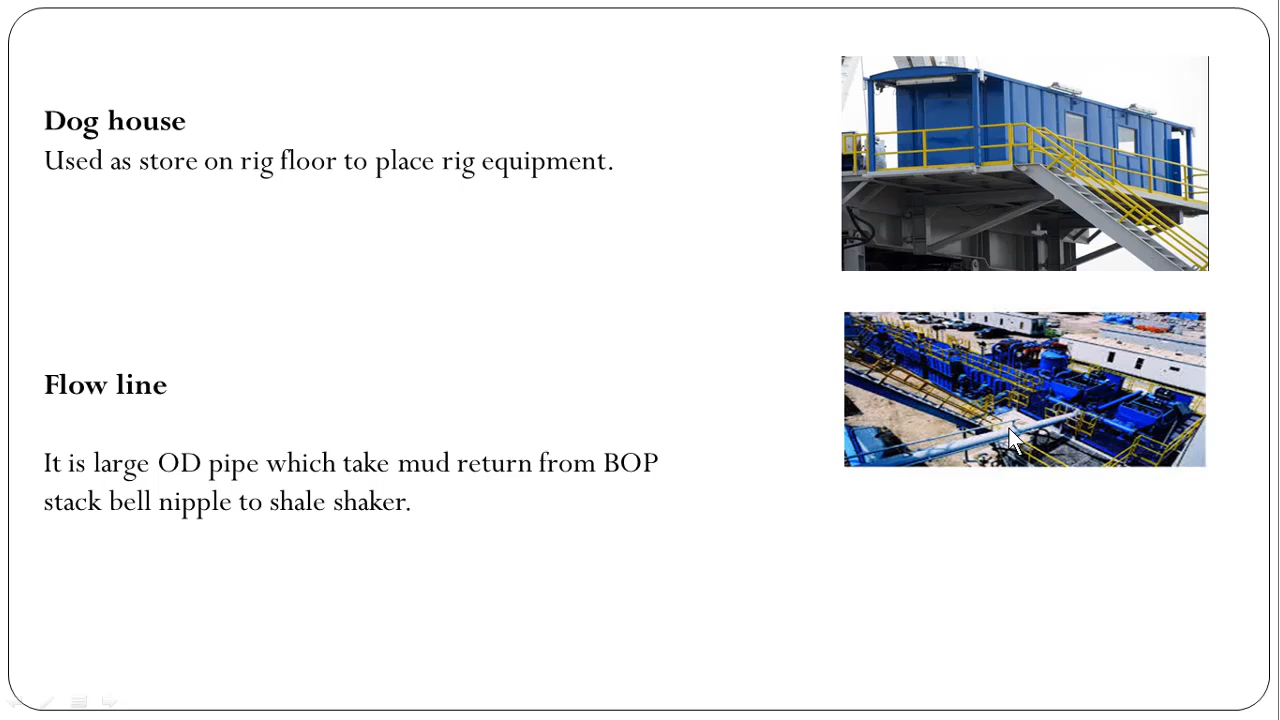 Dog house
Used as store on rig floor to place rig equipment.
Flow line
It is large OD pipe which take mud return from BOP
stack bell nipple to shale shaker.